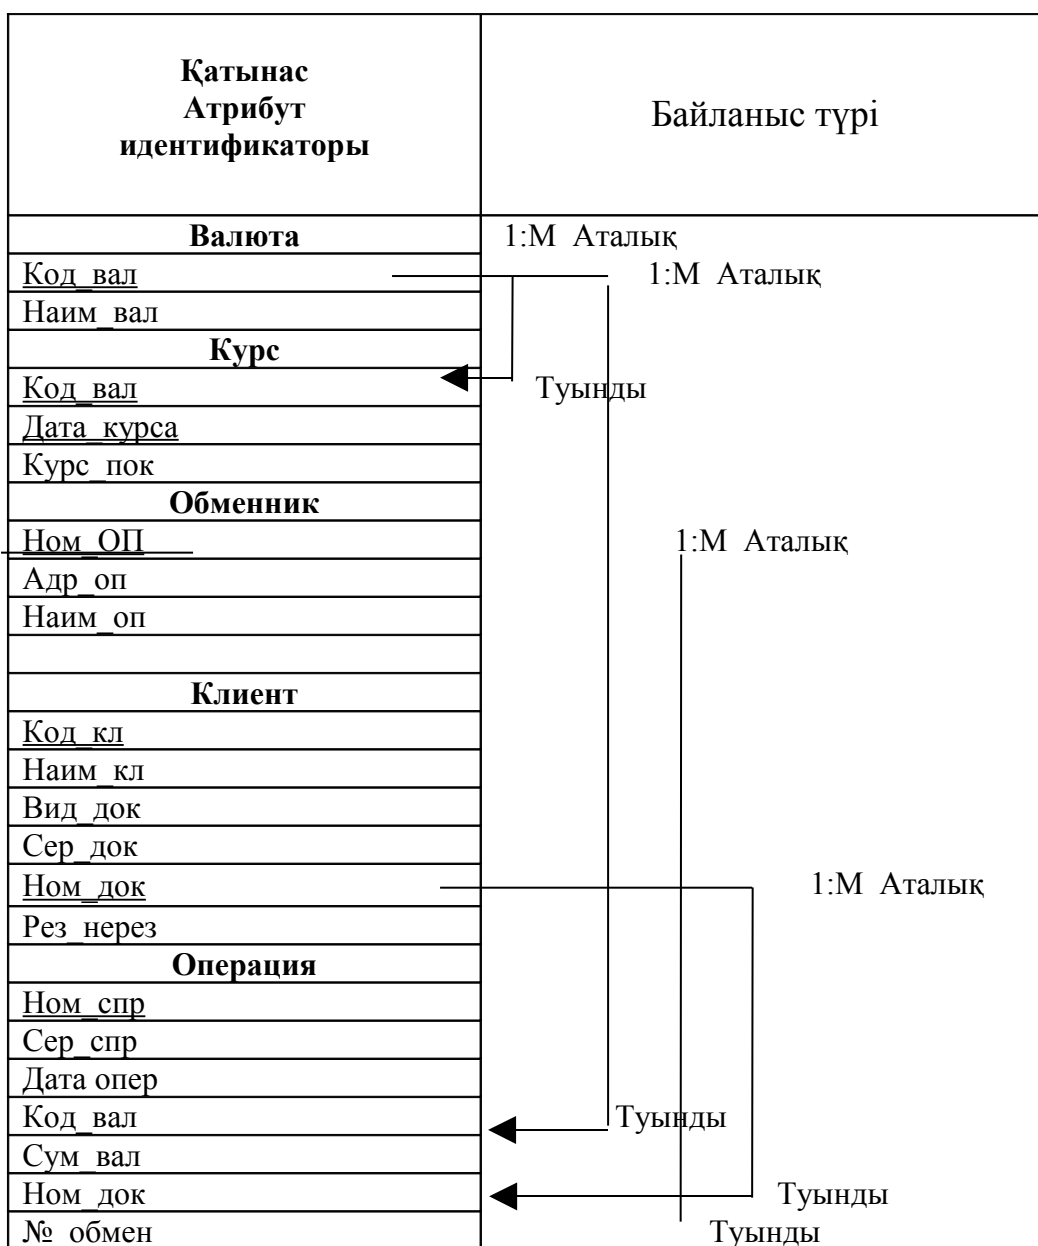 Қатынас
Атрибут
идентификаторы
Байланыс түрі
Валюта
1:М Аталық
Код_вал
1:М Аталық
Наим_вал
Курс
Код_вал
Туынды
Дата_курса
Курс_пок
Обменник
Ном_ОП
1:М Аталық
Адр_оп
Наим_оп
Клиент
Код_кл
Наим_кл
Вид_док
Сер_док
Ном_док
1:М Аталық
Рез_нерез
Операция
Ном_спр
Сер_спр
Дата опер
Код_вал
Туынды
Сум_вал
Ном_док
Туынды
№_обмен
Туынды